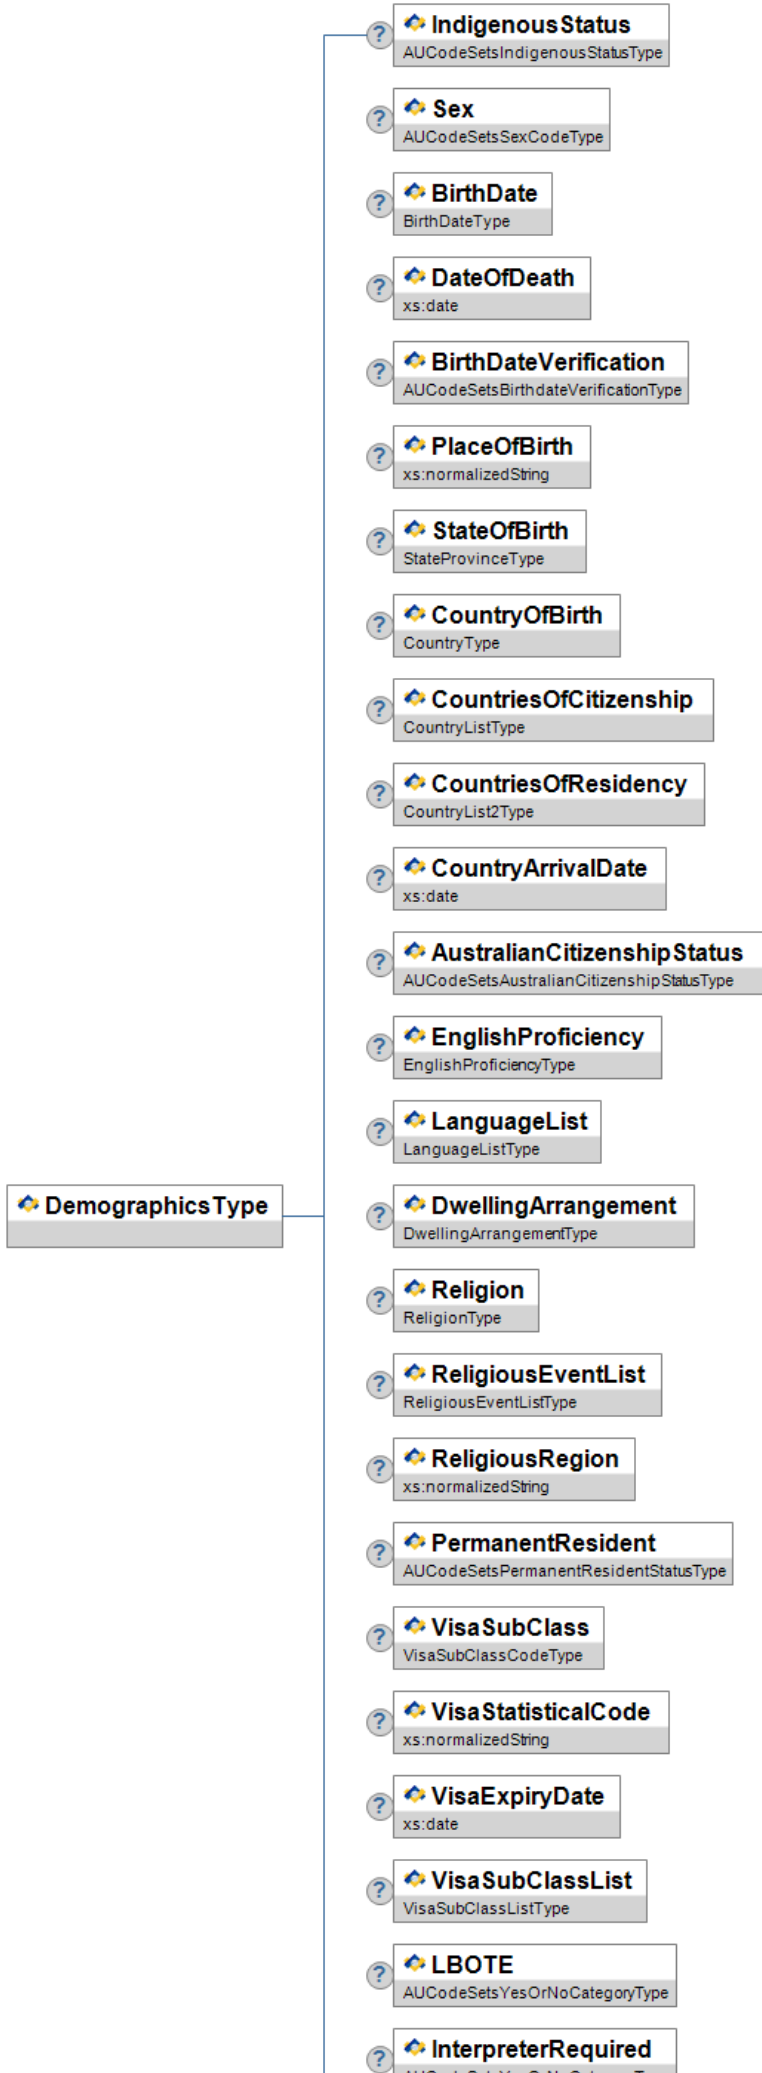 ?
IndigenousStatus
AUCodeSetsIndigenousStatusType
?
Sex
AUCodeSetsSexCodeType
?
BirthDate
BirthDateType
?
DateOfDeath
xs:date
?
BirthDateVerification
AUCodeSetsBirthdateVerificationType
?
PlaceOfBirth
xs:normalizedString
?
StateOfBirth
StateProvinceType
?
CountryOfBirth
CountryType
?
CountriesOfCitizenship
CountryListType
?
CountriesOfResidency
CountryList2Type
?
CountryArrivalDate
xs:date
?
AustralianCitizenshipStatus
AUCodeSetsAustralianCitizenshipStatusType
?
EnglishProficiency
EnglishProficiencyType
?
LanguageList
LanguageListType
DemographicsType
?
DwellingArrangement
DwellingArrangementType
?
Religion
ReligionType
?
ReligiousEventList
ReligiousEventListType
?
ReligiousRegion
xs:normalizedString
?
PermanentResident
AUCodeSetsPermanentResidentStatusType
?
VisaSubClass
VisaSubClassCodeType
?
VisaStatisticalCode
xs:normalizedString
?
VisaExpiryDate
xs:date
?
VisaSubClassList
VisaSubClassListType
?
LBOTE
AUCodeSetsYesOrNoCategoryType
?
InterpreterRequired